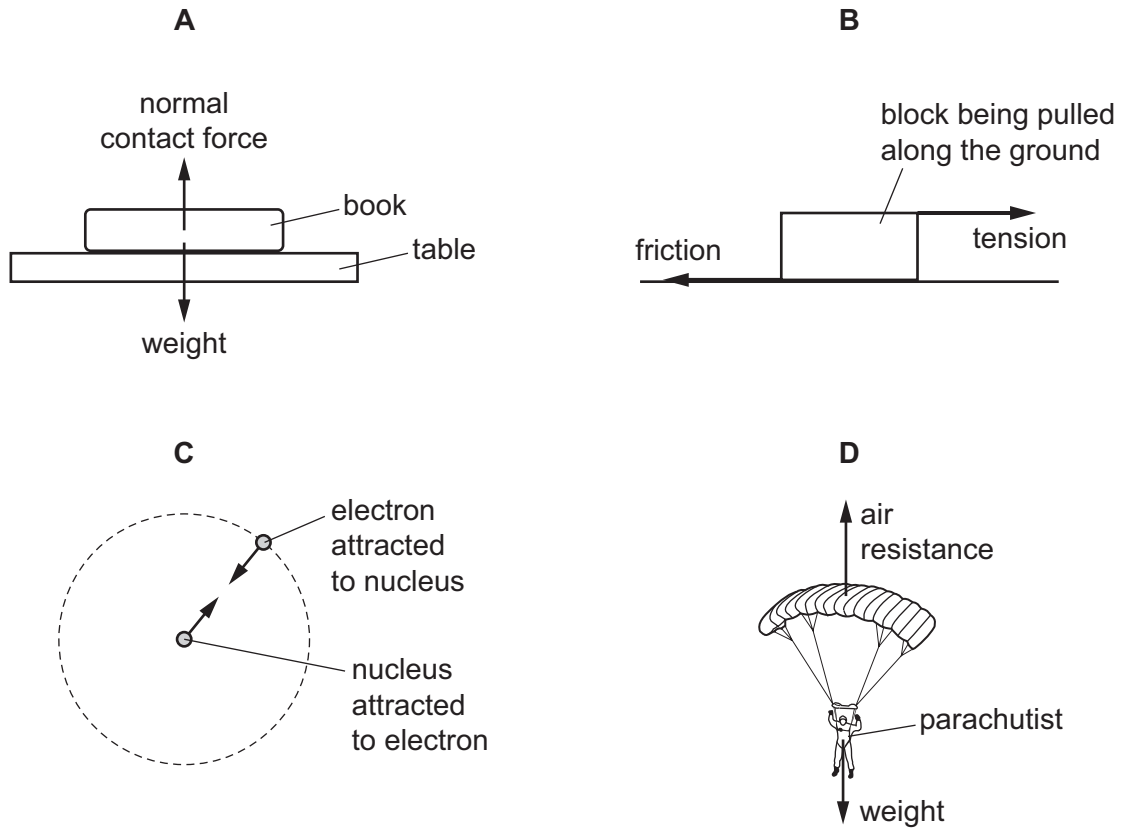 A
normal
contact force
book
table
weight
B
block being pulled
along the ground
friction
tension
C
electron
attracted
to nucleus
nucleus
attracted
to electron
D
air
resistance
parachutist
weight